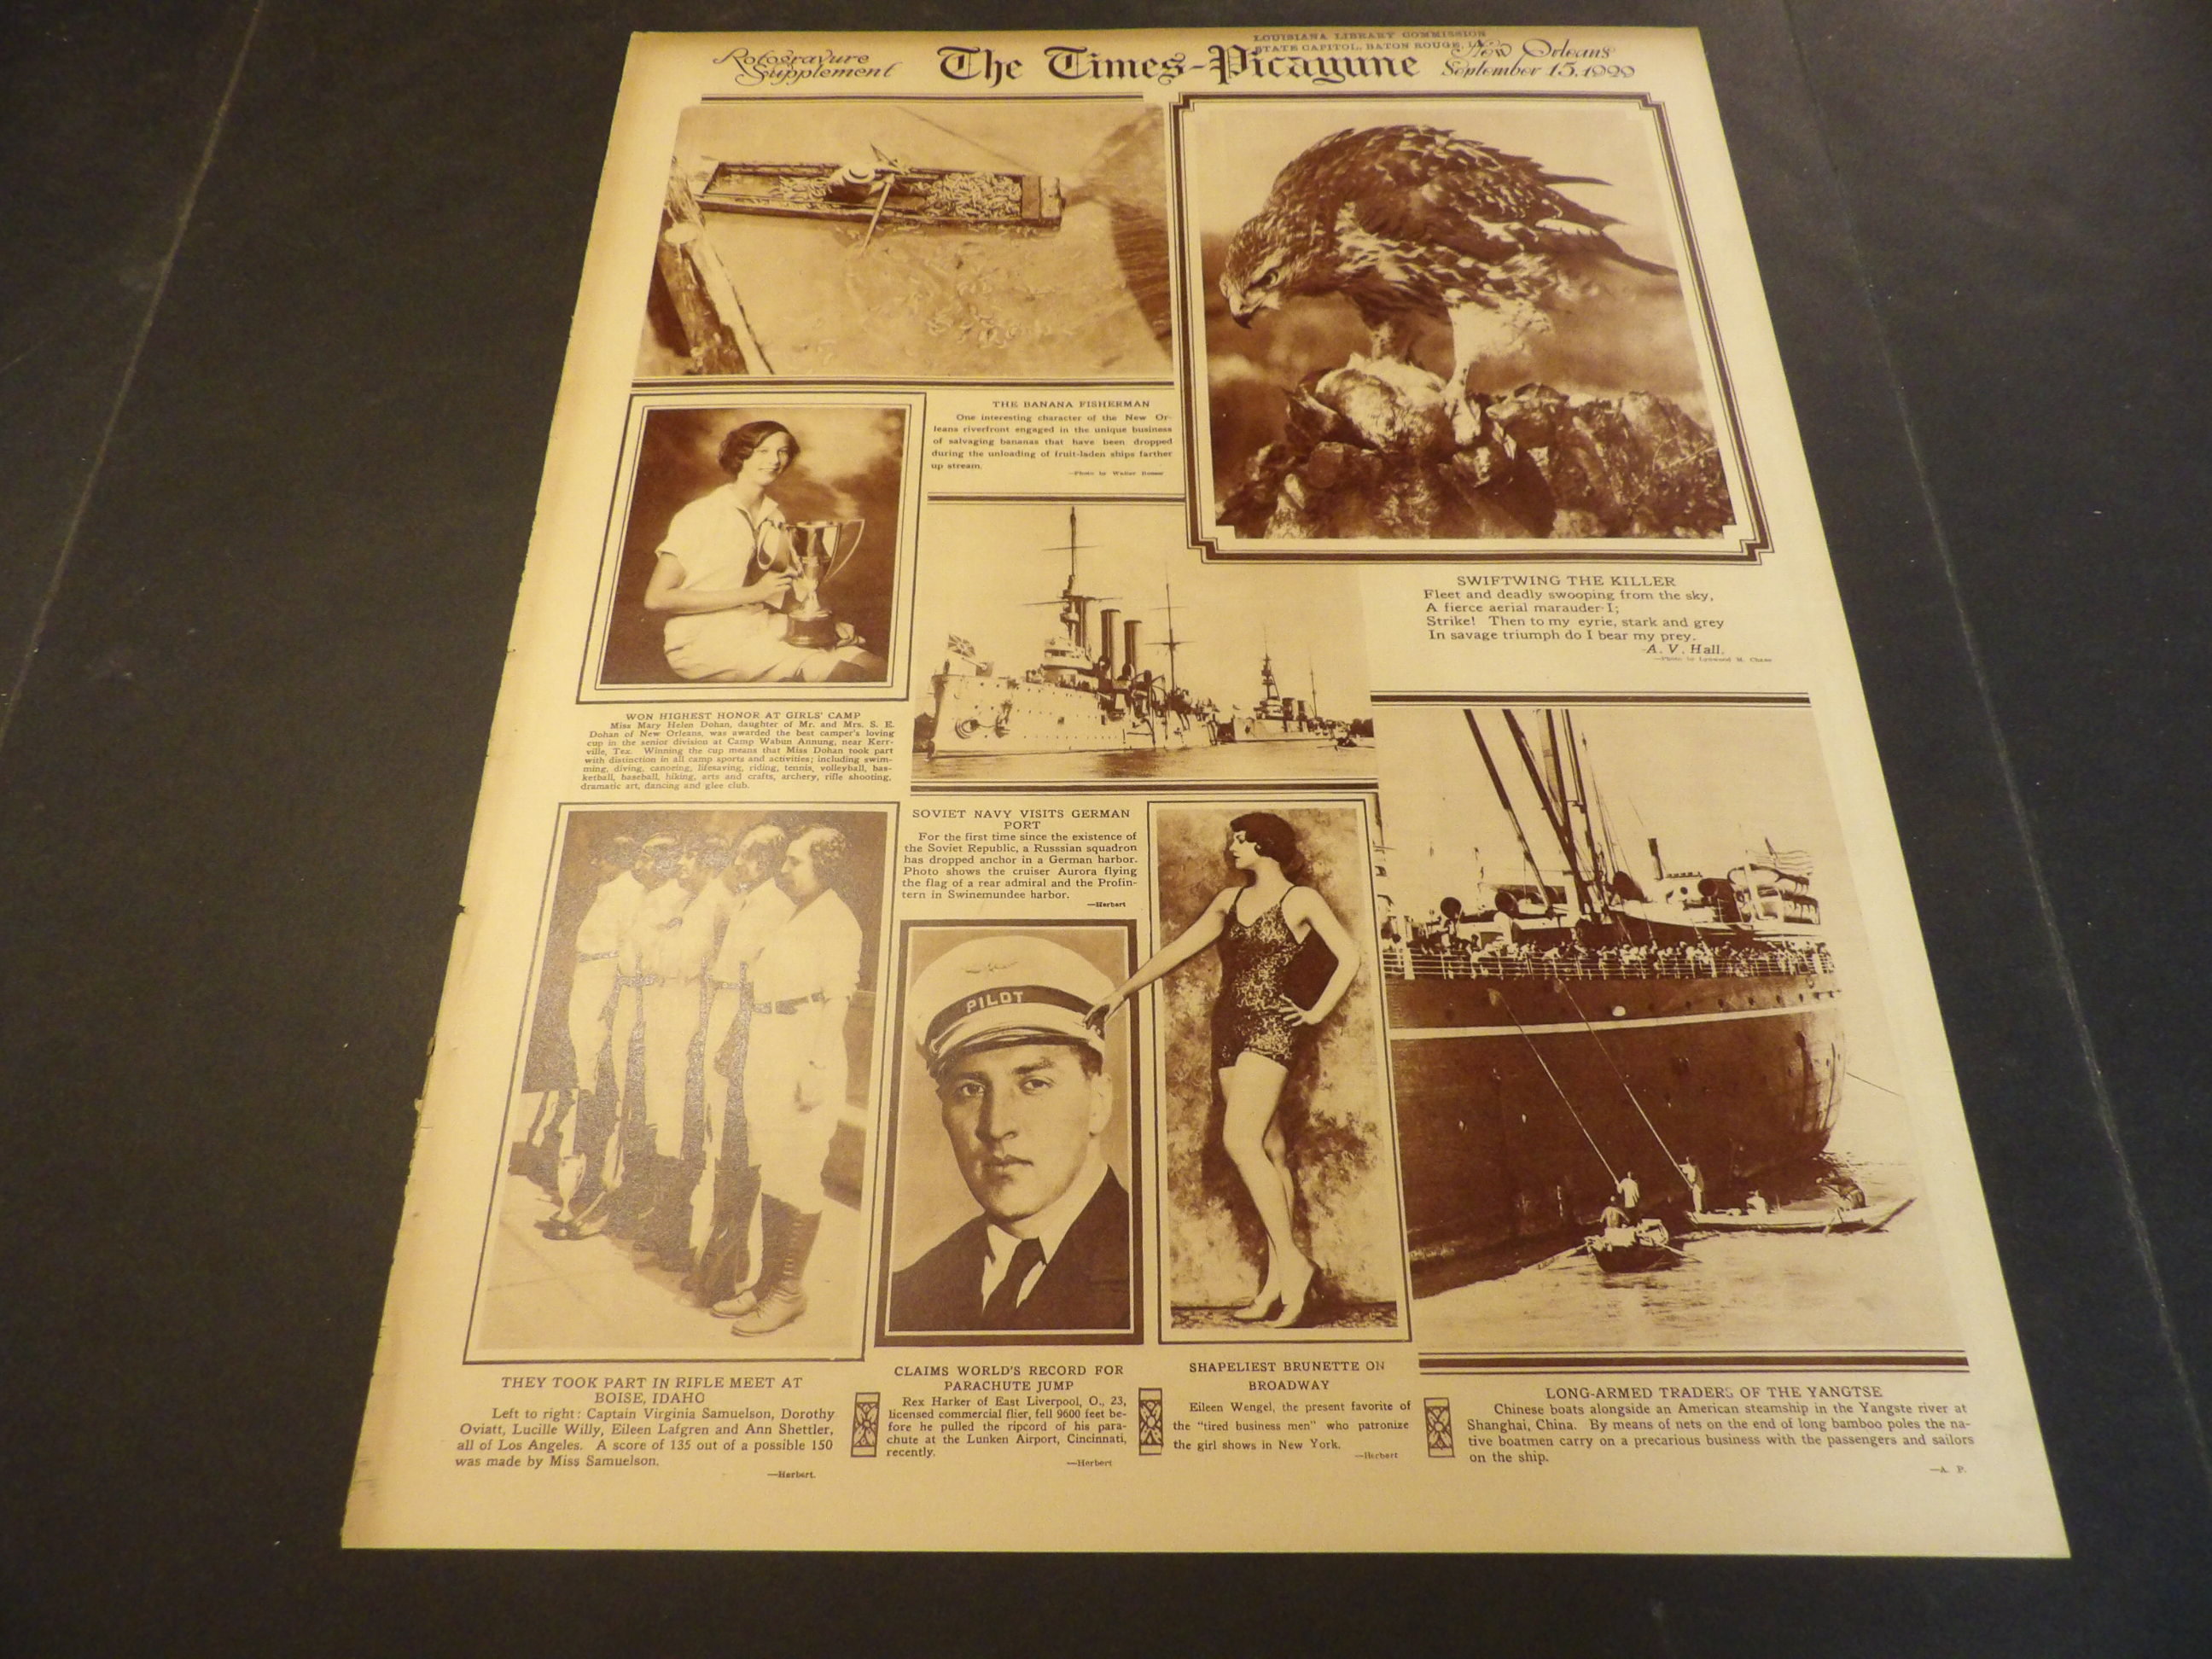 LOUISIANA LIBRARY COMMISSION
STATE CAPITOL, BATON ROUGE,
Rotogravure
Supplement
The Times-Picayune
New Orleans
September 15, 1929
THE BANANA FISHERMAN
One interesting character of the New Or-
leans riverfront engaged in the unique business
of salvaging bananas that have been dropped
during the unloading of fruit-laden ships farther
up stream.
—Photo by Walter
SWIFTWING THE KILLER
Fleet and deadly swooping from the sky,
A fierce aerial marauder I;
Strike! Then to my eyrie, stark and grey
In savage triumph do I bear my prey.
-A. V. Hall.
—Photo by Lynwood M. Chace
WON HIGHEST HONOR AT GIRLS' CAMP
Miss Mary Helen Dohan, daughter of Mr. and Mrs. S. E.
Dohan of New Orleans, was awarded the best camper's loving
cup in the senior division at Camp Wabun Annung, near Kerr-
ville, Tex. Winning the cup means that Miss Dohan took part
with distinction in all camp sports and activities; including swim-
ming, diving, canoeing, lifesaving, riding, tennis, volleyball, bas-
ketball, baseball, hiking, arts and crafts, archery, rifle shooting,
dramatic art, dancing and glee club.
SOVIET NAVY VISITS GERMAN
PORT
For the first time since the existence of
the Soviet Republic, a Russsian squadron
has dropped anchor in a German harbor.
Photo shows the cruiser Aurora flying
the flag of a rear admiral and the Profin-
tern in Swinemundee harbor.
—Herbert
PILOT
THEY TOOK PART IN RIFLE MEET AT
BOISE, IDAHO
Left to right: Captain Virginia Samuelson, Dorothy
Oviatt, Lucille Willy, Eileen Lafgren and Ann Shettler,
all of Los Angeles. A score of 135 out of a possible 150
was made by Miss Samuelson.
—Herbert.
CLAIMS WORLD'S RECORD FOR
PARACHUTE JUMP
Rex Harker of East Liverpool, O., 23,
licensed commercial flier, fell 9600 feet be-
fore he pulled the ripcord of his para-
chute at the Lunken Airport, Cincinnati,
recently.
—Herbert
SHAPELIEST BRUNETTE ON
BROADWAY
Eileen Wengel, the present favorite of
the "tired business men" who patronize
the girl shows in New York.
—Herbert
LONG-ARMED TRADERS OF THE YANGTSE
Chinese boats alongside an American steamship in the Yangste river at
Shanghai, China. By means of nets on the end of long bamboo poles the na-
tive boatmen carry on a precarious business with the passengers and sailors
on the ship.
—A. P.